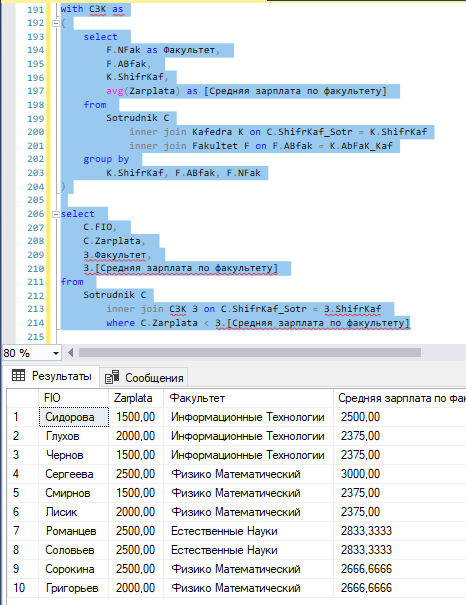 191 with СЗК as
192 (
193 select
194 F.NFak as Факультет,
195 F.ABfak,
196 K.ShifrKaf,
197 avg(Zarplata) as [Средняя зарплата по факультету]
198 from
199 Sotrudnik C
200 inner join Kafedra K on C.ShifrKaf_Sotr = K.ShifrKaf
201 inner join Fakultet F on F.ABfak = K.AbFaK_Kaf
202 group by
203 K.ShifrKaf, F.ABfak, F.NFak
204 )
205
206 select
207 C.FIO,
208 C.Zarplata,
209 З.Факультет,
210 З.[Средняя зарплата по факультету]
211 from
212 Sotrudnik C
213 inner join СЗК З on C.ShifrKaf_Sotr = З.ShifrKaf
214 where C.Zarplata < З.[Средняя зарплата по факультету]
215
80 %
Результаты Сообщения
FIO Zarplata Факультет Средняя зарплата по фак
1 Сидорова 1500,00 Информационные Технологии 2500,00
2 Глухов 2000,00 Информационные Технологии 2375,00
3 Чернов 1500,00 Информационные Технологии 2375,00
4 Сергеева 2500,00 Физико Математический 3000,00
5 Смирнов 1500,00 Физико Математический 2375,00
6 Лисик 2000,00 Физико Математический 2375,00
7 Романцев 2500,00 Естественные Науки 2833,3333
8 Соловьев 2500,00 Естественные Науки 2833,3333
9 Сорокина 2500,00 Физико Математический 2666,6666
10 Григорьев 2000,00 Физико Математический 2666,6666